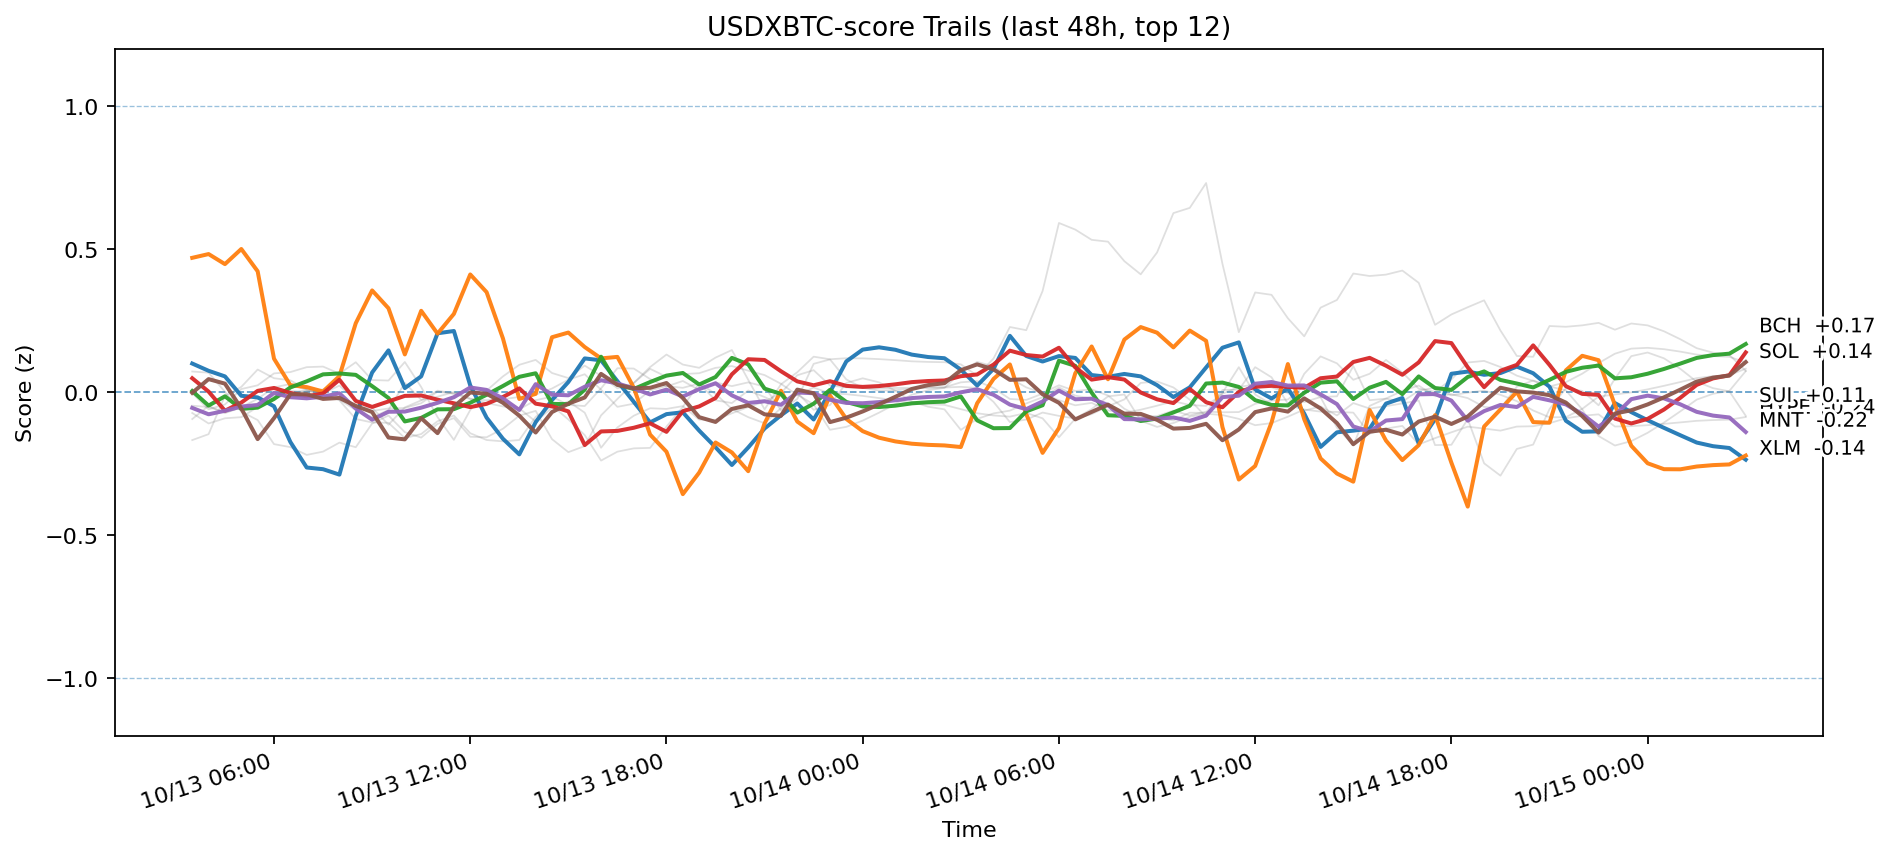 USDXBTC-score Trails (last 48h, top 12)
Score (z)
1.0
0.5
0.0
−0.5
−1.0
BCH +0.17
SOL +0.14
SUI +0.11
HYPE -0.24
MNT -0.22
XLM -0.14
10/13 06:00
10/13 12:00
10/13 18:00
10/14 00:00
10/14 06:00
10/14 12:00
10/14 18:00
10/15 00:00
Time